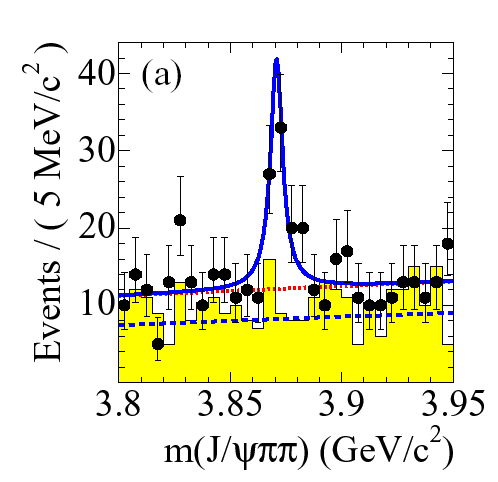 Events / ( 5 MeV/c² )
(a)
40
30
20
10
3.8 3.85 3.9 3.95
m(J/ψππ) (GeV/c²)